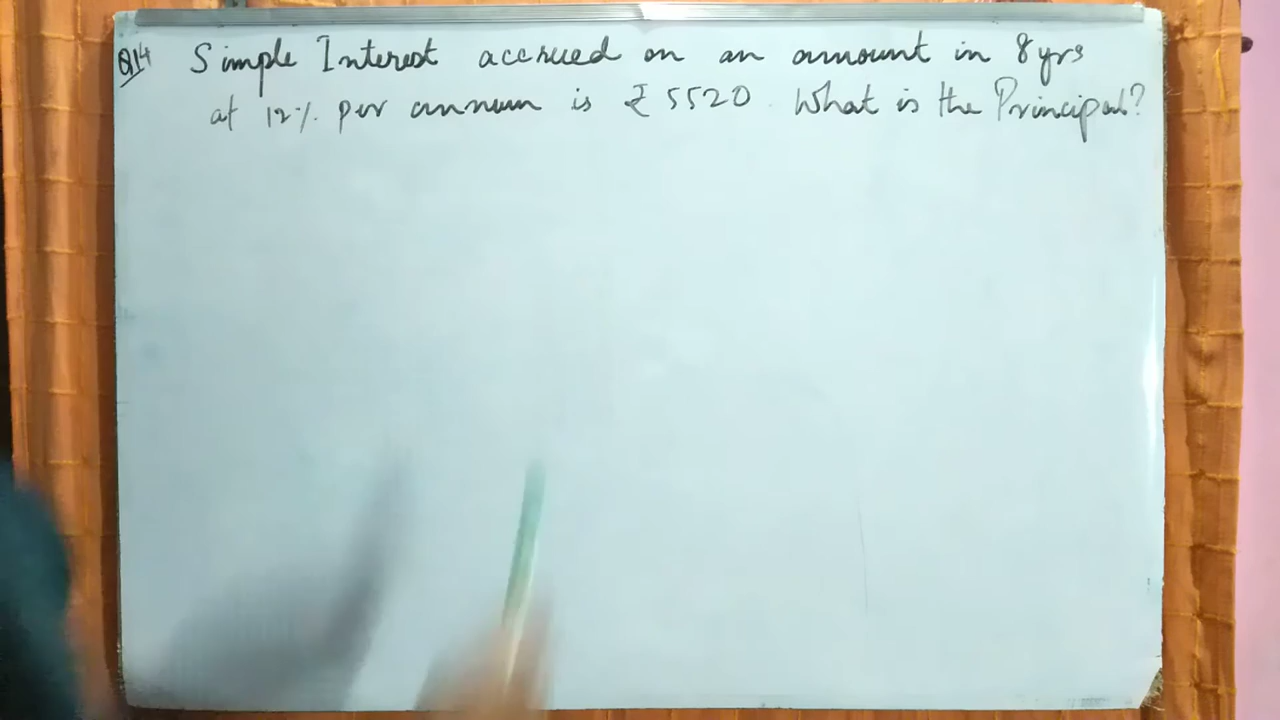 Q14 Simple Interest accrued on an amount in 8 yrs
at 12% per annum is ₹ 5520. What is the Principal?